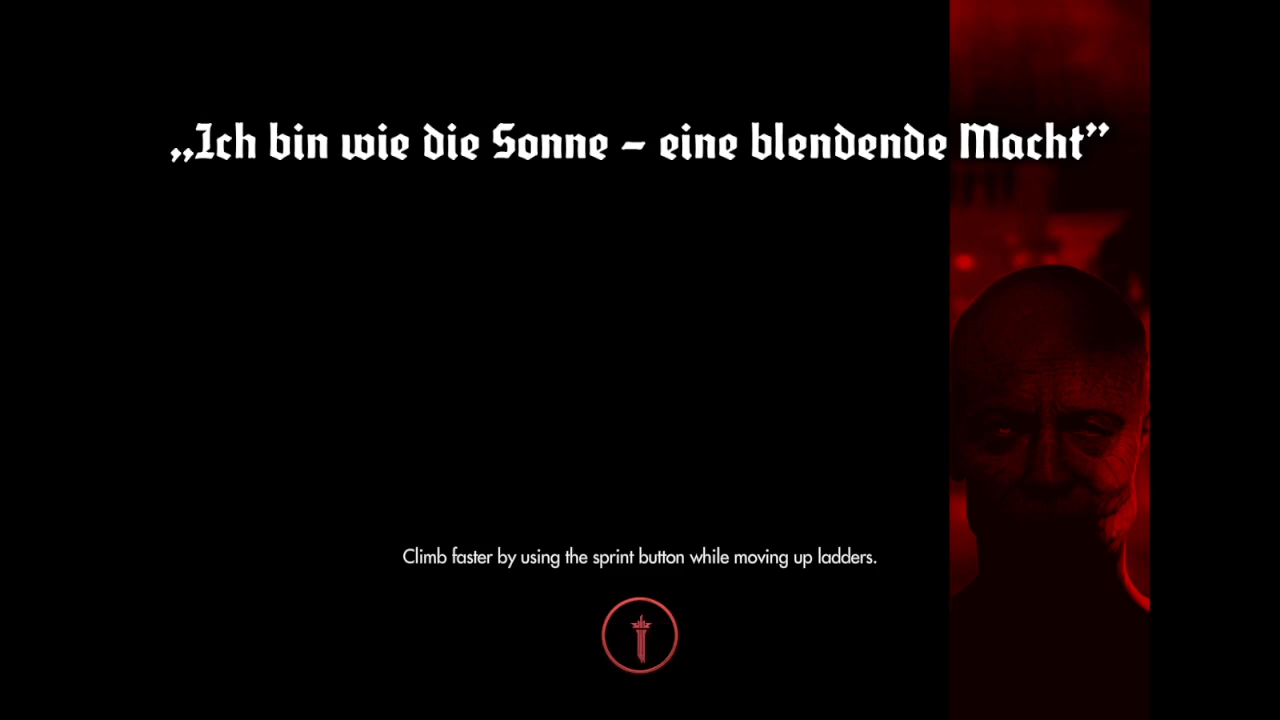 „Ich bin wie die Sonne – eine blendende Macht”
Climb faster by using the sprint button while moving up ladders.